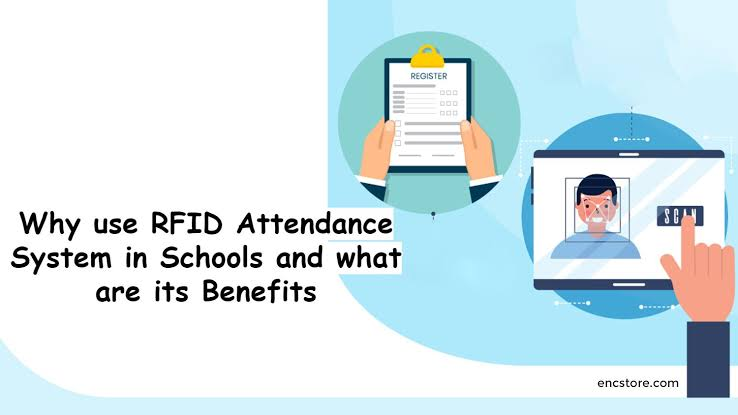 REGISTER
SCAN
Why use RFID Attendance
System in Schools and what
are its Benefits
encstore.com